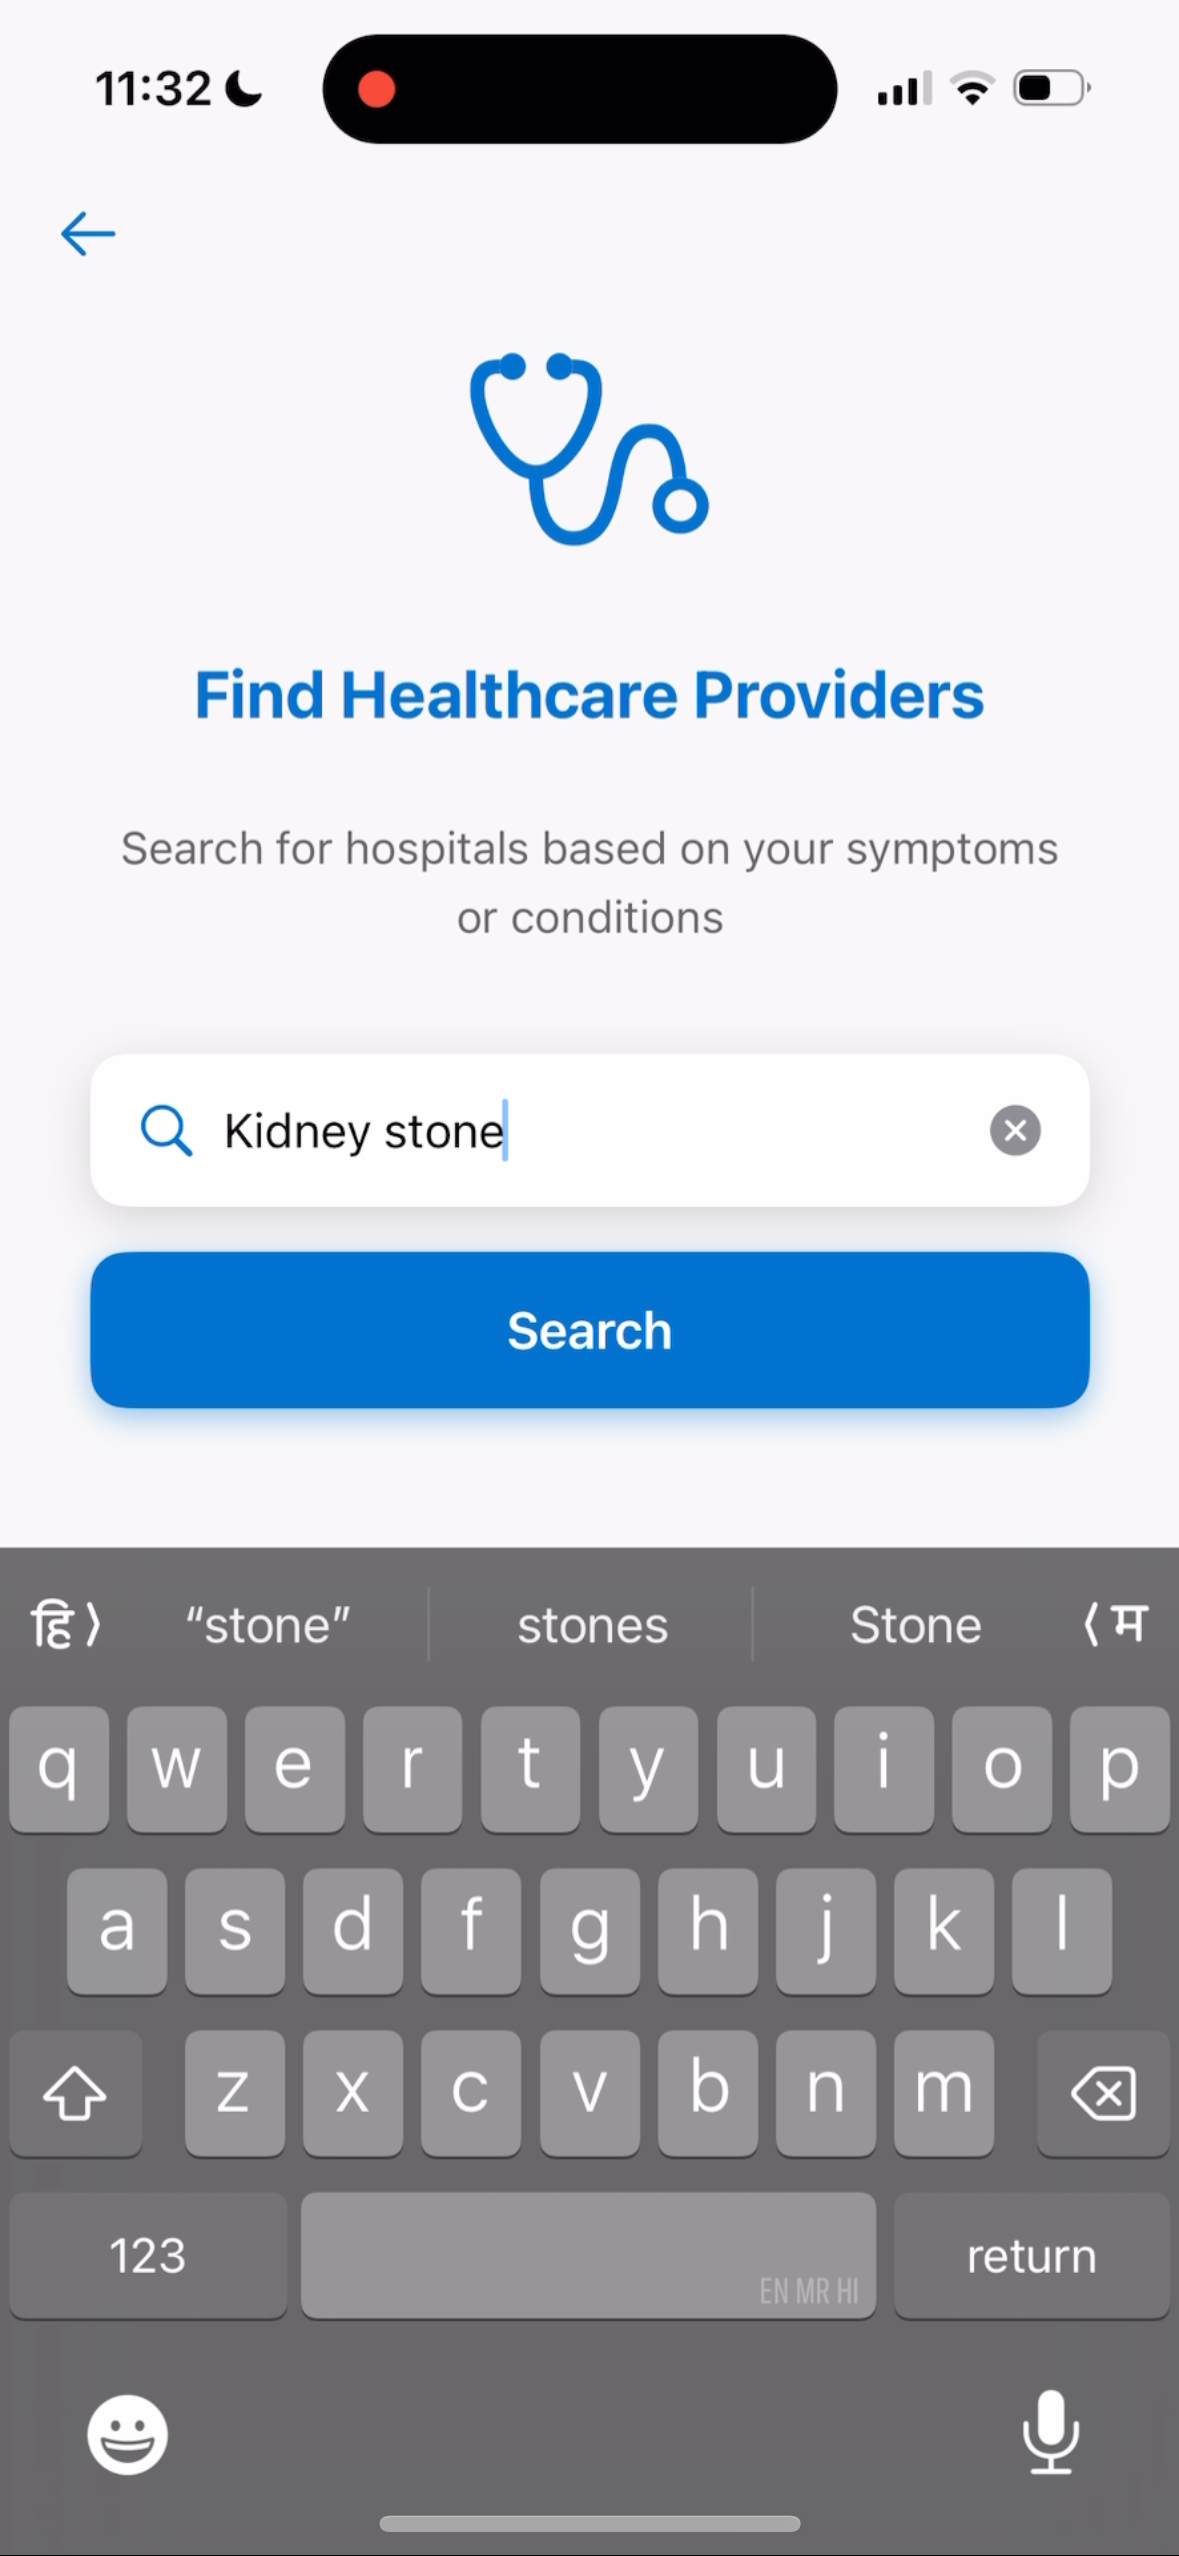 11:32
Find Healthcare Providers
Search for hospitals based on your symptoms
or conditions
Kidney stone
Search
हि “stone” stones Stone म
q w e r t y u i o p
a s d f g h j k l
z x c v b n m
123 EN MR HI return